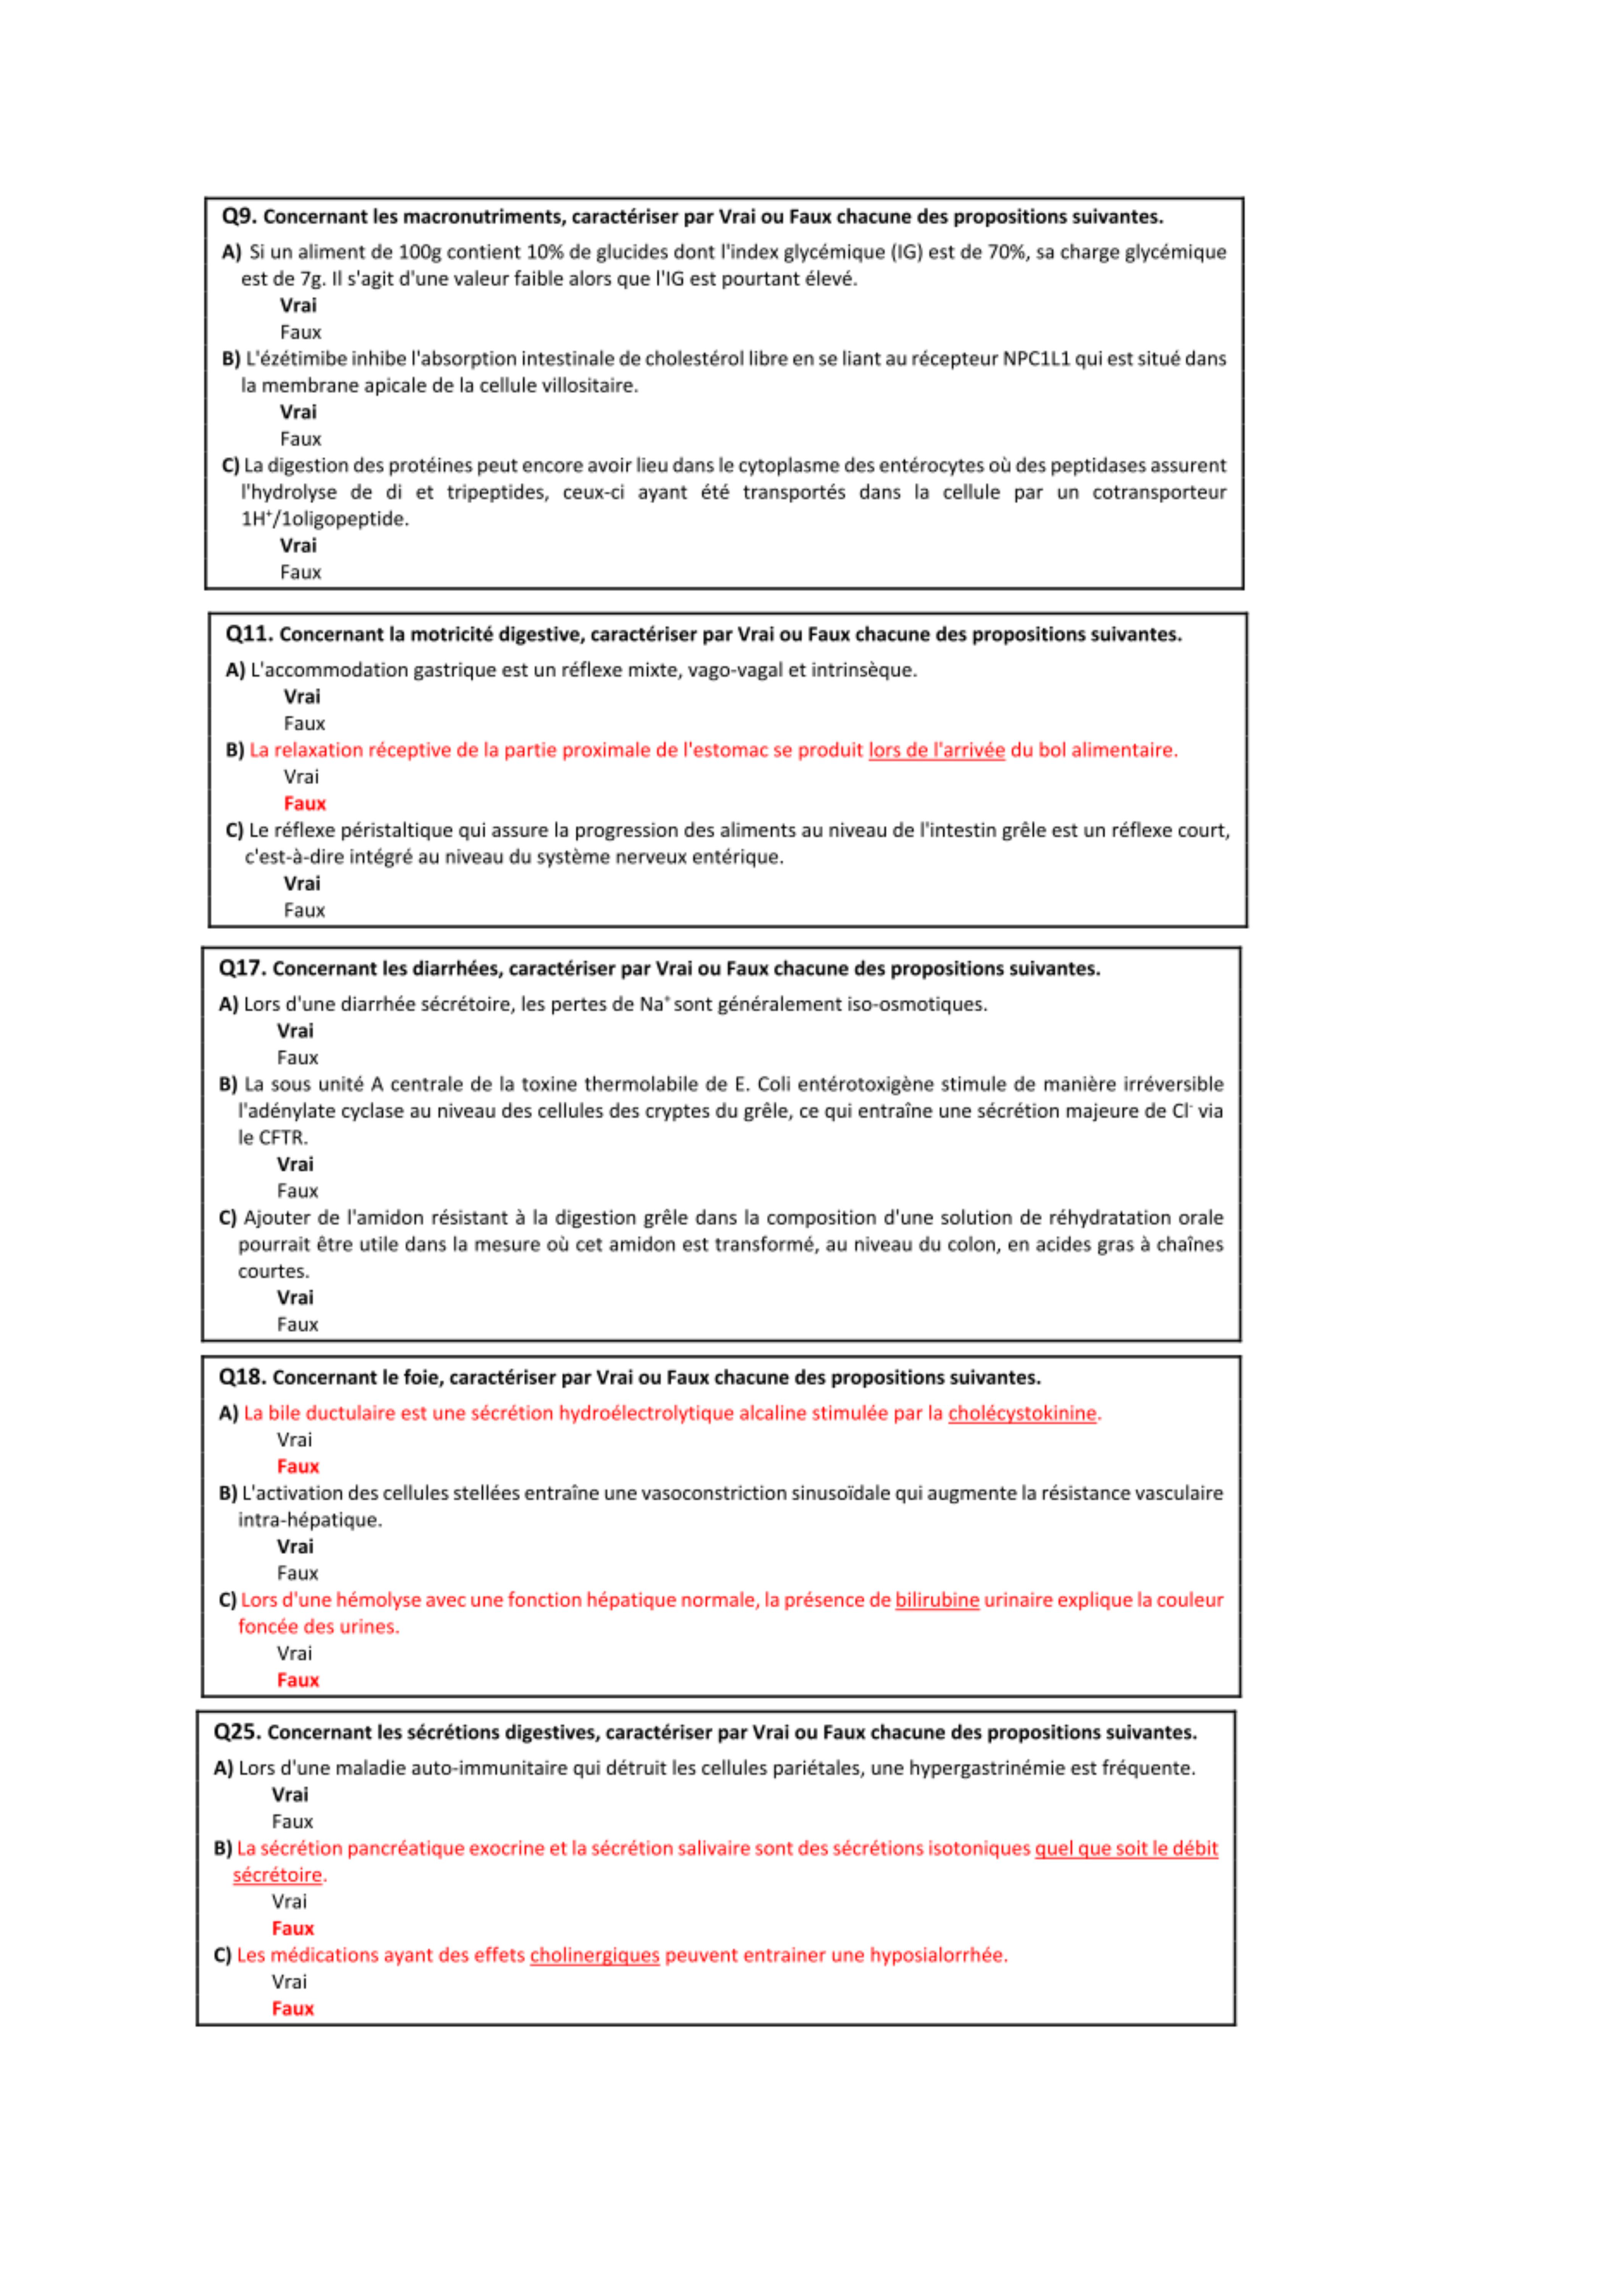 Q9. Concernant les macronutriments, caractériser par Vrai ou Faux chacune des propositions suivantes.
A) Si un aliment de 100g contient 10% de glucides dont l'index glycémique (IG) est de 70%, sa charge glycémique
est de 7g. Il s'agit d'une valeur faible alors que l'IG est pourtant élevé.
Vrai
Faux
B) L'ézétimibe inhibe l'absorption intestinale de cholestérol libre en se liant au récepteur NPC1L1 qui est situé dans
la membrane apicale de la cellule villositaire.
Vrai
Faux
C) La digestion des protéines peut encore avoir lieu dans le cytoplasme des entérocytes où des peptidases assurent
l'hydrolyse de di et tripeptides, ceux-ci ayant été transportés dans la cellule par un cotransporteur
1H⁺/1oligopeptide.
Vrai
Faux
Q11. Concernant la motricité digestive, caractériser par Vrai ou Faux chacune des propositions suivantes.
A) L'accommodation gastrique est un réflexe mixte, vago-vagal et intrinsèque.
Vrai
Faux
B) La relaxation réceptive de la partie proximale de l'estomac se produit lors de l'arrivée du bol alimentaire.
Vrai
Faux
C) Le réflexe péristaltique qui assure la progression des aliments au niveau de l'intestin grêle est un réflexe court,
c'est-à-dire intégré au niveau du système nerveux entérique.
Vrai
Faux
Q17. Concernant les diarrhées, caractériser par Vrai ou Faux chacune des propositions suivantes.
A) Lors d'une diarrhée sécrétoire, les pertes de Na⁺ sont généralement iso-osmotiques.
Vrai
Faux
B) La sous unité A centrale de la toxine thermolabile de E. Coli entérotoxigène stimule de manière irréversible
l'adénylate cyclase au niveau des cellules des cryptes du grêle, ce qui entraîne une sécrétion majeure de Cl⁻ via
le CFTR.
Vrai
Faux
C) Ajouter de l'amidon résistant à la digestion grêle dans la composition d'une solution de réhydratation orale
pourrait être utile dans la mesure où cet amidon est transformé, au niveau du colon, en acides gras à chaînes
courtes.
Vrai
Faux
Q18. Concernant le foie, caractériser par Vrai ou Faux chacune des propositions suivantes.
A) La bile ductulaire est une sécrétion hydroélectrolytique alcaline stimulée par la cholécystokinine.
Vrai
Faux
B) L'activation des cellules stellées entraîne une vasoconstriction sinusoïdale qui augmente la résistance vasculaire
intra-hépatique.
Vrai
Faux
C) Lors d'une hémolyse avec une fonction hépatique normale, la présence de bilirubine urinaire explique la couleur
foncée des urines.
Vrai
Faux
Q25. Concernant les sécrétions digestives, caractériser par Vrai ou Faux chacune des propositions suivantes.
A) Lors d'une maladie auto-immunitaire qui détruit les cellules pariétales, une hypergastrinémie est fréquente.
Vrai
Faux
B) La sécrétion pancréatique exocrine et la sécrétion salivaire sont des sécrétions isotoniques quel que soit le débit
sécrétoire.
Vrai
Faux
C) Les médications ayant des effets cholinergiques peuvent entrainer une hyposialorrhée.
Vrai
Faux